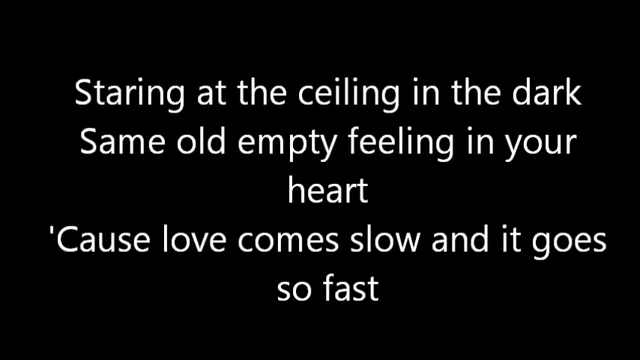 Staring at the ceiling in the dark
Same old empty feeling in your
heart
'Cause love comes slow and it goes
so fast